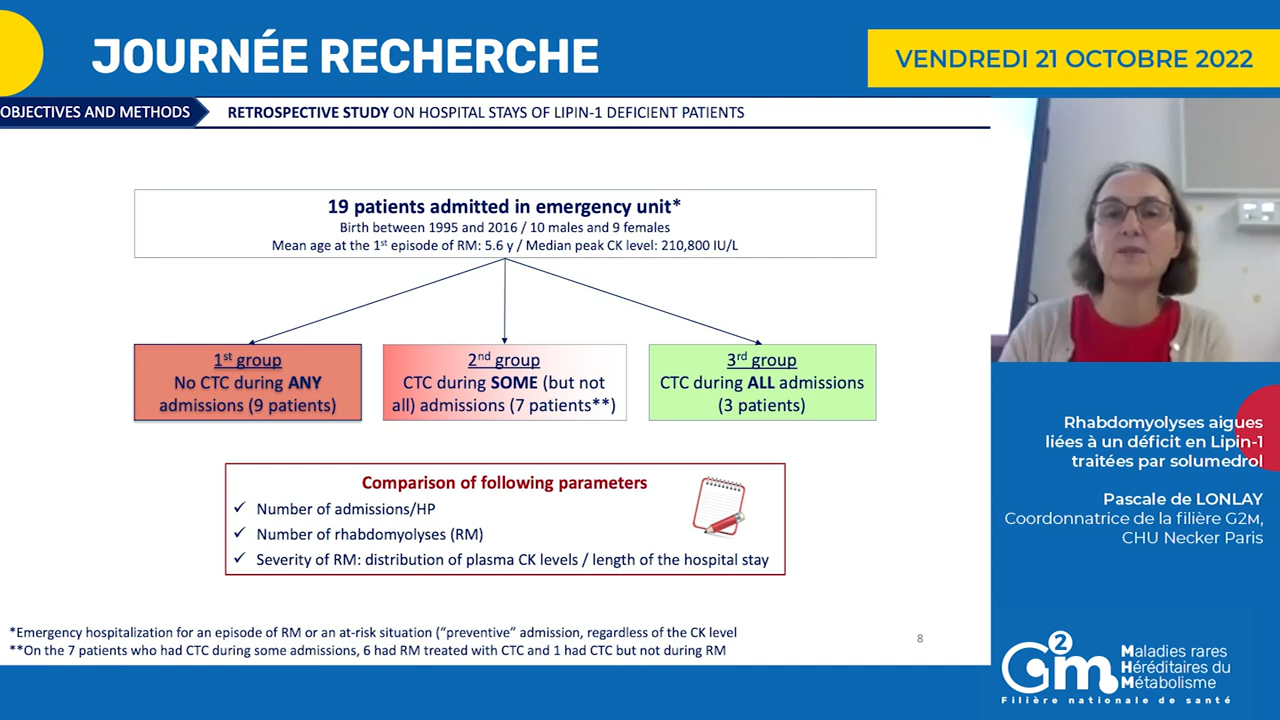 JOURNÉE RECHERCHE
VENDREDI 21 OCTOBRE 2022
OBJECTIVES AND METHODS
RETROSPECTIVE STUDY ON HOSPITAL STAYS OF LIPIN-1 DEFICIENT PATIENTS
19 patients admitted in emergency unit*
Birth between 1995 and 2016 / 10 males and 9 females
Mean age at the 1st episode of RM: 5.6 y / Median peak CK level: 210,800 IU/L
1st group
No CTC during ANY
admissions (9 patients)
2nd group
CTC during SOME (but not
all) admissions (7 patients**)
3rd group
CTC during ALL admissions
(3 patients)
Comparison of following parameters
✓ Number of admissions/HP
✓ Number of rhabdomyolyses (RM)
✓ Severity of RM: distribution of plasma CK levels / length of the hospital stay
*Emergency hospitalization for an episode of RM or an at-risk situation ("preventive" admission, regardless of the CK level
**On the 7 patients who had CTC during some admissions, 6 had RM treated with CTC and 1 had CTC but not during RM
8
Rhabdomyolyses aigues
liées à un déficit en Lipin-1
traitées par solumedrol
Pascale de LONLAY
Coordonnatrice de la filière G2M,
CHU Necker Paris
G2m
Maladies rares
Héréditaires du
Métabolisme
Filière nationale de santé